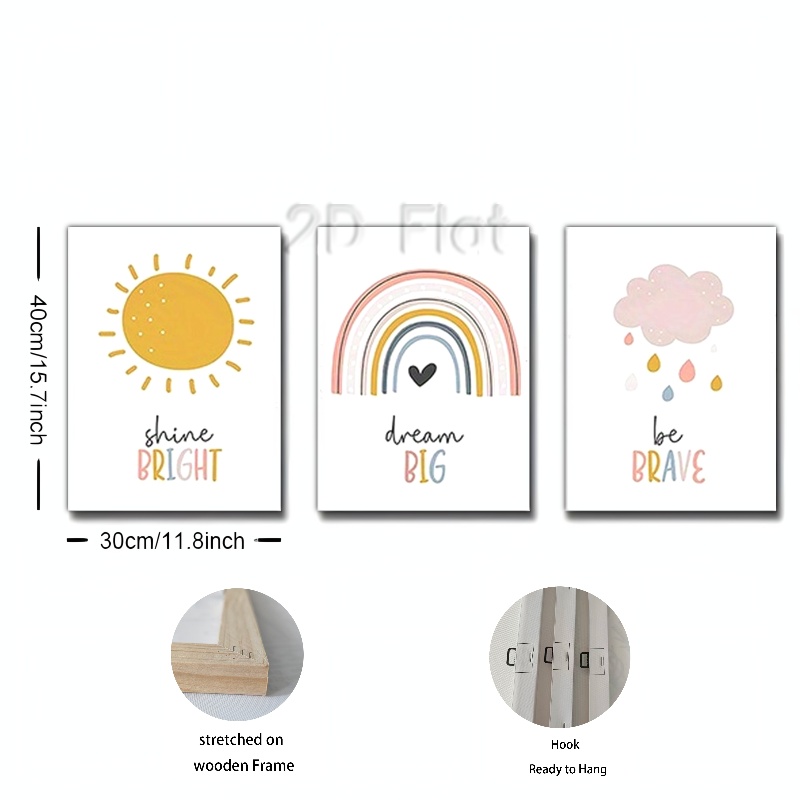 2D Flat
40cm/15.7inch
shine
BRIGHT
dream
BIG
be
BRAVE
30cm/11.8inch
stretched on
wooden Frame
Hook
Ready to Hang